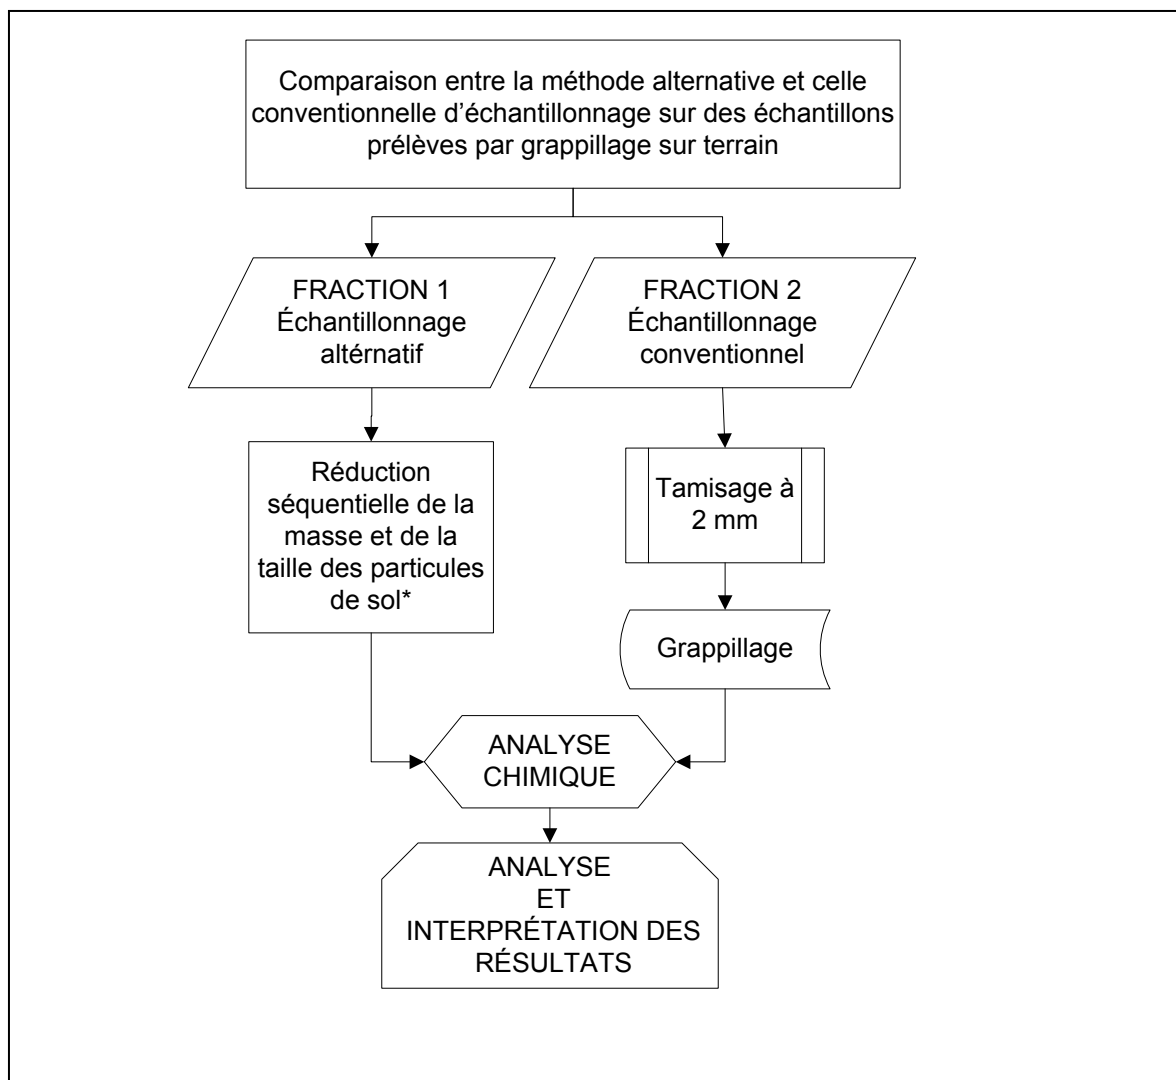 Comparaison entre la méthode alternative et celle
conventionnelle d'échantillonnage sur des échantillons
prélèves par grappillage sur terrain
FRACTION 1
Échantillonnage
altérnatif
FRACTION 2
Échantillonnage
conventionnel
Réduction
séquentielle de la
masse et de la
taille des particules
de sol*
Tamisage à
2 mm
Grappillage
ANALYSE
CHIMIQUE
ANALYSE
ET
INTERPRÉTATION DES
RÉSULTATS